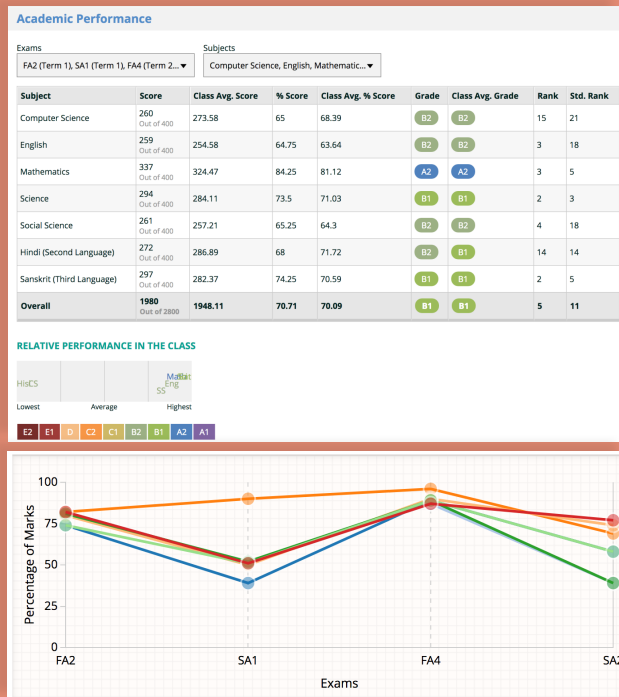 Academic Performance
Exams
Subjects
FA2 (Term 1), SA1 (Term 1), FA4 (Term 2...
Computer Science, English, Mathematic...
Subject Score Class Avg. Score % Score Class Avg. % Score Grade Class Avg. Grade Rank Std. Rank
Computer Science 260 Out of 400 273.58 65 68.39 B2 B2 15 21
English 259 Out of 400 254.58 64.75 63.64 B2 B2 3 18
Mathematics 337 Out of 400 324.47 84.25 81.12 A2 A2 3 5
Science 294 Out of 400 284.11 73.5 71.03 B1 B1 2 3
Social Science 261 Out of 400 257.21 65.25 64.3 B2 B2 4 18
Hindi (Second Language) 272 Out of 400 286.89 68 71.72 B2 B1 14 14
Sanskrit (Third Language) 297 Out of 400 282.37 74.25 70.59 B1 B1 2 5
Overall 1980 Out of 2800 1948.11 70.71 70.09 B1 B1 5 11
RELATIVE PERFORMANCE IN THE CLASS
CS
SS
Eng
Lowest Average Highest
E2 E1 D C2 C1 B2 B1 A2 A1
Percentage of Marks
100
75
50
25
0
FA2 SA1 FA4 SA2
Exams